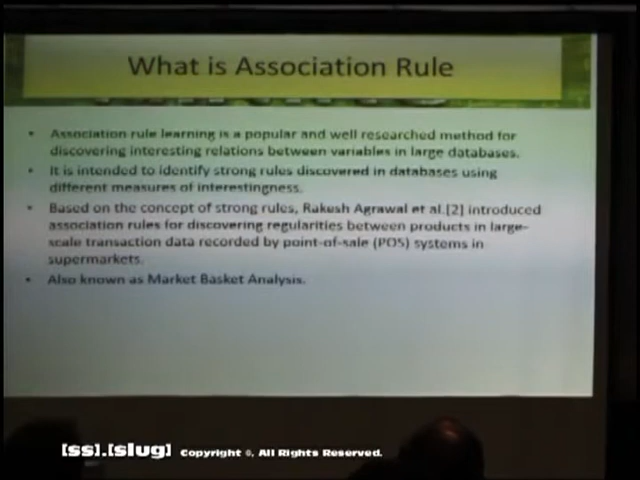 What is Association Rule
• Association rule learning is a popular and well researched method for
discovering interesting relations between variables in large databases.
• It is intended to identify strong rules discovered in databases using
different measures of interestingness.
• Based on the concept of strong rules, Rakesh Agrawal et al.[2] introduced
association rules for discovering regularities between products in large-
scale transaction data recorded by point-of-sale (POS) systems in
supermarkets.
• Also known as Market Basket Analysis.
[ss].[slug] Copyright ©, All Rights Reserved.